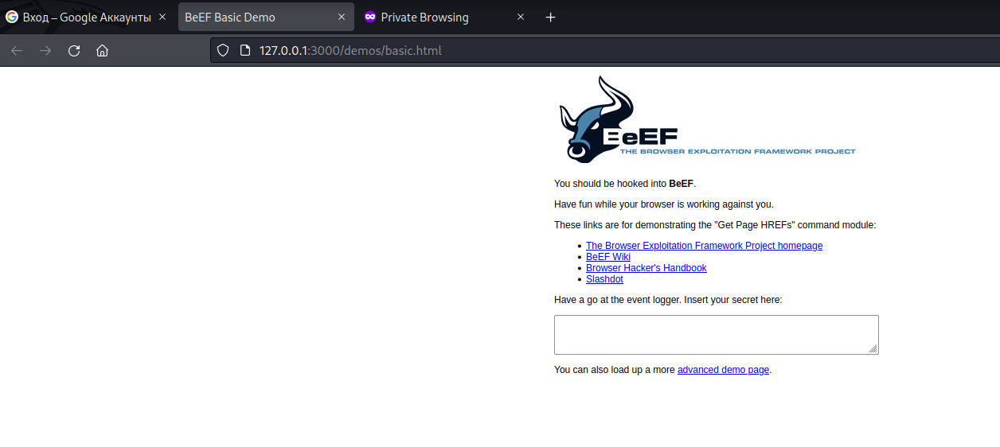 Вход – Google Аккаунты
BeEF Basic Demo
Private Browsing
127.0.0.1:3000/demos/basic.html
BeEF
THE BROWSER EXPLOITATION FRAMEWORK PROJECT
You should be hooked into BeEF.
Have fun while your browser is working against you.
These links are for demonstrating the "Get Page HREFs" command module:
The Browser Exploitation Framework Project homepage
BeEF Wiki
Browser Hacker's Handbook
Slashdot
Have a go at the event logger. Insert your secret here:
You can also load up a more advanced demo page.